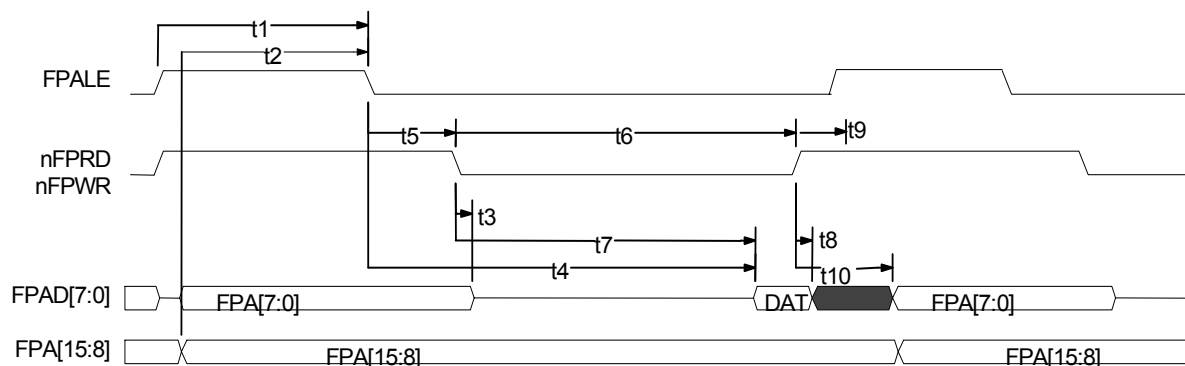 t1
t2
FPALE
t5
t6
t9
nFPRD
nFPWR
t3
t7
t8
t4
t10
FPAD[7:0]
FPA[7:0]
DAT
FPA[7:0]
FPA[15:8]
FPA[15:8]
FPA[15:8]